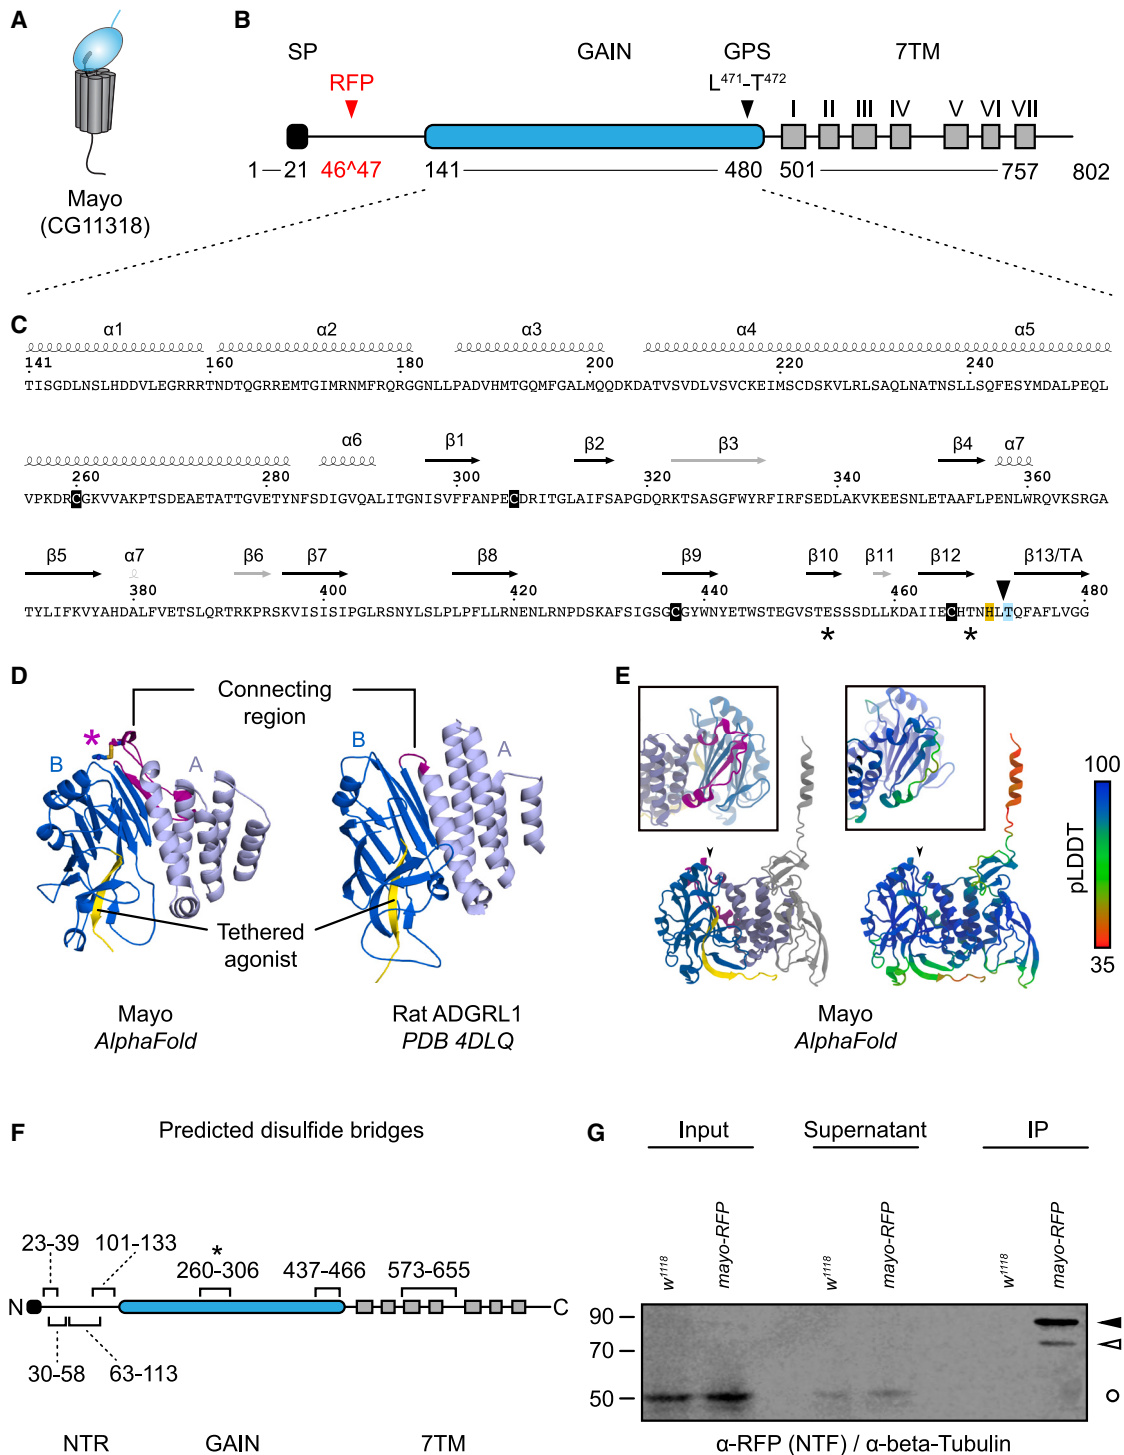 A
Mayo
(CG11318)
B
SP GAIN GPS 7TM
RFP L471-T472
I II III IV V VI VII
1 21 46^47 141 480 501 757 802
C
α1 α2 α3 α4 α5
141 160 180 200 220 240
TISGDLNSLHDDVLEGRRRTNDTQGRREMTGIMRNMFRQRGGNLLPADVHMTGQMFGALMQQDKDATVSVDLVSVCKEIMSCDSKVLRLSAQLNATNSLLSQFESYMDALPEQL
α6 β1 β2 β3 β4 α7
260 280 300 320 340 360
VPKDRCGKVVAKPTSDEAETATTGVETYNFSDIGVQALITGNISVFFANPECDRITGLAIFSAPGDQRKTSASGFWYRFIRFSEDLAKVKEESNLETAAFLPENLWRQVKSRGA
β5 α7 β6 β7 β8 β9 β10 β11 β12 β13/TA
380 400 420 440 460 480
TYLIFKVYAHDALFVETSLQRTRKPRSKVISISIPGLRSNYLSLPLPFLLRNENLRNPDSKAFSIGSGCGYWNYETWSTEGVSTESSSDLLKDAIIECHTNHLTQFAFLVGG
* *
D
Connecting
region
* B A B A
Tethered
agonist
Mayo
AlphaFold
Rat ADGRL1
PDB 4DLQ
E
100
pLDDT
35
Mayo
AlphaFold
F
Predicted disulfide bridges
23-39 101-133 *
260-306 437-466 573-655
N C
30-58 63-113
NTR GAIN 7TM
G
Input Supernatant IP
w1118 mayo-RFP w1118 mayo-RFP w1118 mayo-RFP
90
70
50
α-RFP (NTF) / α-beta-Tubulin